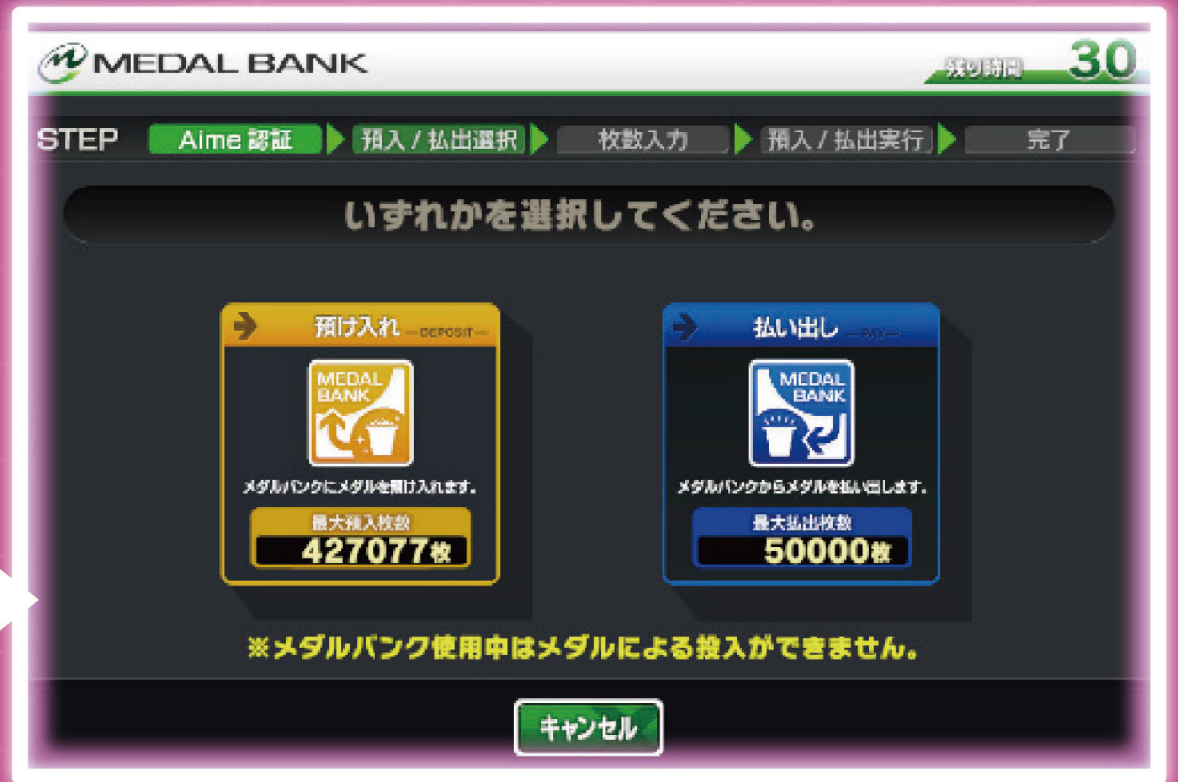 MEDAL BANK
残り時間 30
STEP Aime 認証 預入 / 払出選択 枚数入力 預入 / 払出実行 完了
いずれかを選択してください。
預け入れ —DEPOSIT—
MEDAL
BANK
メダルバンクにメダルを預け入れます。
最大預入枚数
427077枚
払い出し —PAY—
MEDAL
BANK
メダルバンクからメダルを払い出します。
最大払出枚数
50000枚
※メダルバンク使用中はメダルによる投入ができません。
キャンセル